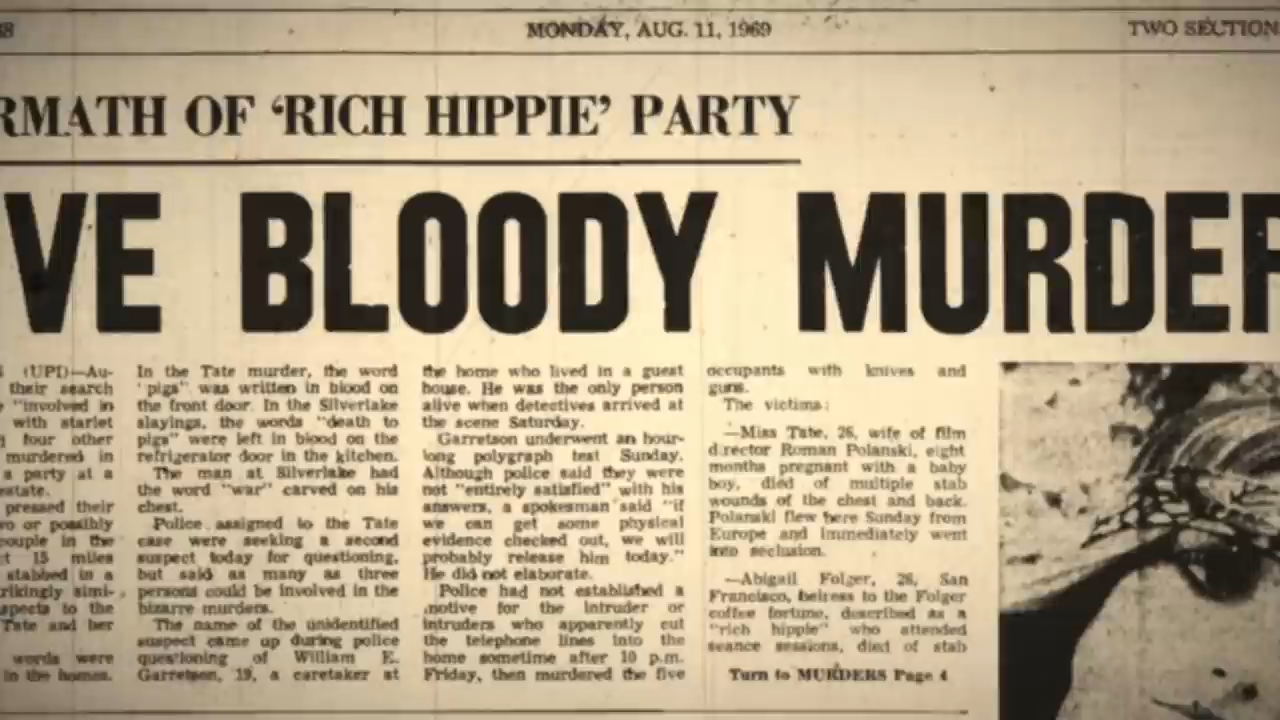 MONDAY, AUG. 11, 1969
TWO SECTION
RMATH OF ‘RICH HIPPIE’ PARTY
VE BLOODY MURDER
(UPI)—Au-
their search
"involved in
with starlet
four other
murdered in
a party at a
estate.
pressed their
wo or possibly
couple in the
15 miles
stabbed in a
rikingly simi-
spects to the
Tate and her
words were
in the homes.
In the Tate murder, the word
"pigs" was written in blood on
the front door. In the Silverlake
slayings, the words "death to
pigs" were left in blood on the
refrigerator door in the kitchen.
The man at Silverlake had
the word "war" carved on his
chest.
Police assigned to the Tate
case were seeking a second
suspect today for questioning,
but said as many as three
persons could be involved in the
bizarre murders.
The name of the unidentified
suspect came up during police
questioning of William E.
Garretson, 19, a caretaker at
the home who lived in a guest
house. He was the only person
alive when detectives arrived at
the scene Saturday.
Garretson underwent an hour-
long polygraph test Sunday.
Although police said they were
not "entirely satisfied" with his
answers, a spokesman said "if
we can get some physical
evidence checked out, we will
probably release him today."
He did not elaborate.
Police had not established a
motive for the intruder or
intruders who apparently cut
the telephone lines into the
home sometime after 10 p.m.
Friday, then murdered the five
occupants with knives and
guns.
The victims:
—Miss Tate, 26, wife of film
director Roman Polanski, eight
months pregnant with a baby
boy, died of multiple stab
wounds of the chest and back.
Polanski flew here Sunday from
Europe and immediately went
into seclusion.
—Abigail Folger, 26, San
Francisco, heiress to the Folger
coffee fortune, described as a
"rich hippie" who attended
seance sessions, died of stab
Turn to MURDERS Page 4